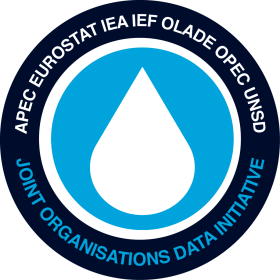 APEC EUROSTAT IEA IEF OLADE OPEC UNSD
JOINT ORGANISATIONS DATA INITIATIVE